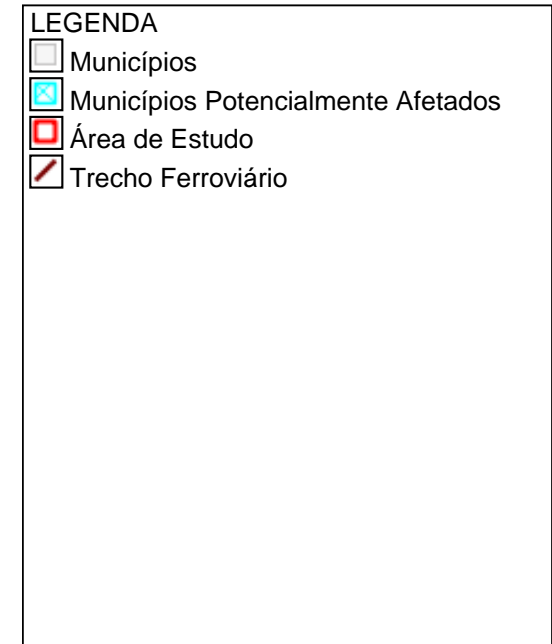 LEGENDA
Municípios
Municípios Potencialmente Afetados
Área de Estudo
Trecho Ferroviário